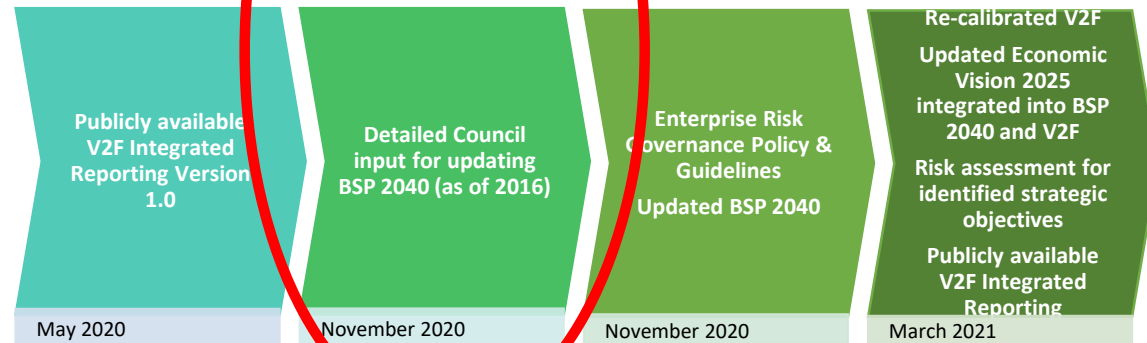 Publicly available
V2F Integrated
Reporting Version
1.0
May 2020
Detailed Council
input for updating
BSP 2040 (as of 2016)
November 2020
Enterprise Risk
Governance Policy &
Guidelines
Updated BSP 2040
November 2020
Re-calibrated V2F
Updated Economic
Vision 2025
integrated into BSP
2040 and V2F
Risk assessment for
identified strategic
objectives
Publicly available
V2F Integrated
Reporting
March 2021